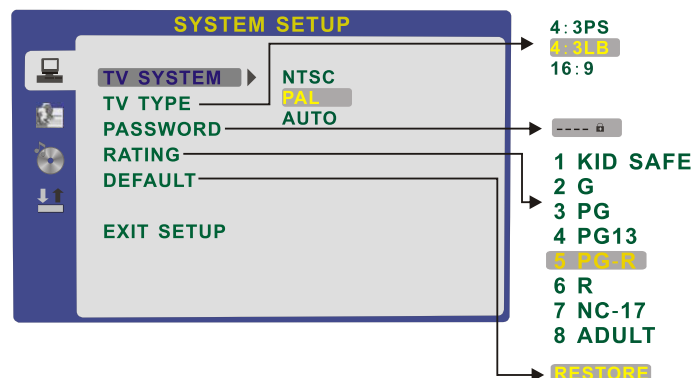 SYSTEM SETUP
TV SYSTEM
TV TYPE
PASSWORD
RATING
DEFAULT
EXIT SETUP
NTSC
PAL
AUTO
4:3PS
4:3LB
16:9
----
1 KID SAFE
2 G
3 PG
4 PG13
5 PG-R
6 R
7 NC-17
8 ADULT
RESTORE